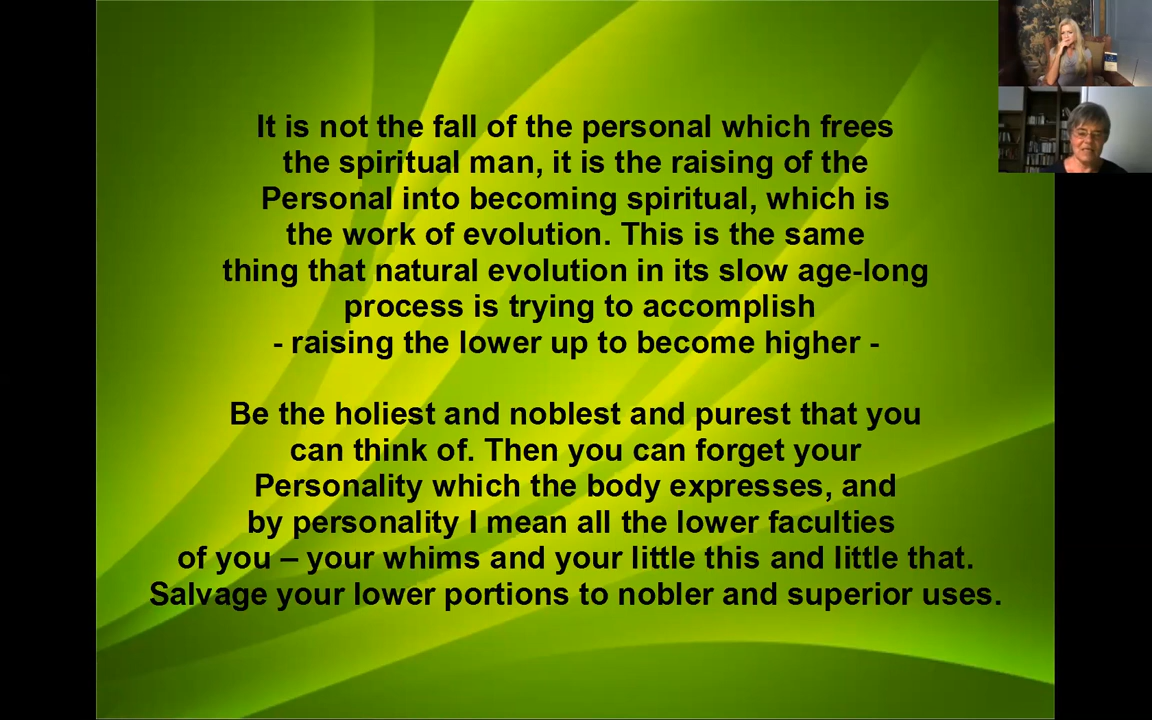 It is not the fall of the personal which frees
the spiritual man, it is the raising of the
Personal into becoming spiritual, which is
the work of evolution. This is the same
thing that natural evolution in its slow age-long
process is trying to accomplish
- raising the lower up to become higher -
Be the holiest and noblest and purest that you
can think of. Then you can forget your
Personality which the body expresses, and
by personality I mean all the lower faculties
of you – your whims and your little this and little that.
Salvage your lower portions to nobler and superior uses.